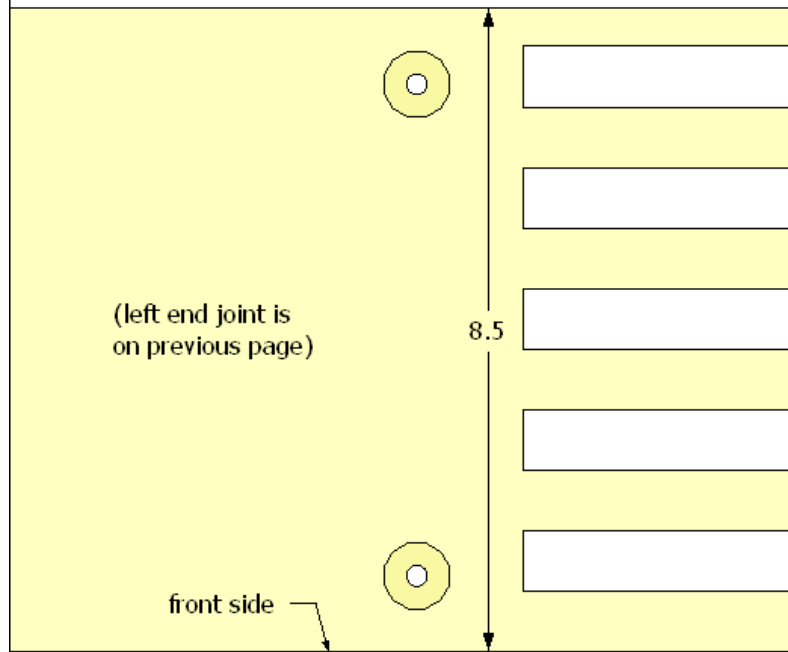 (left end joint is
on previous page)
8.5
front side